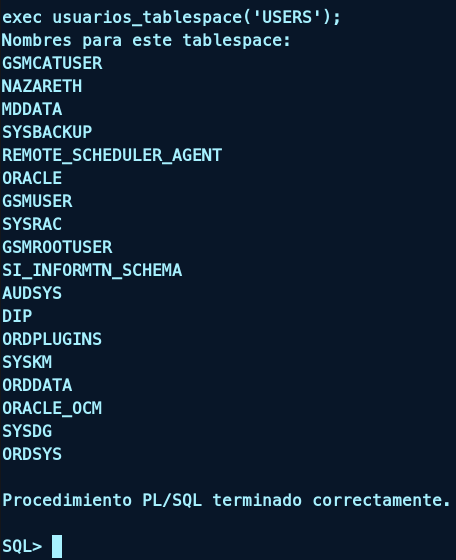 exec usuarios_tablespace('USERS');
Nombres para este tablespace:
GSMCATUSER
NAZARETH
MDDATA
SYSBACKUP
REMOTE_SCHEDULER_AGENT
ORACLE
GSMUSER
SYSRAC
GSMROOTUSER
SI_INFORMTN_SCHEMA
AUDSYS
DIP
ORDPLUGINS
SYSKM
ORDDATA
ORACLE_OCM
SYSDG
ORDSYS
Procedimiento PL/SQL terminado correctamente.
SQL>